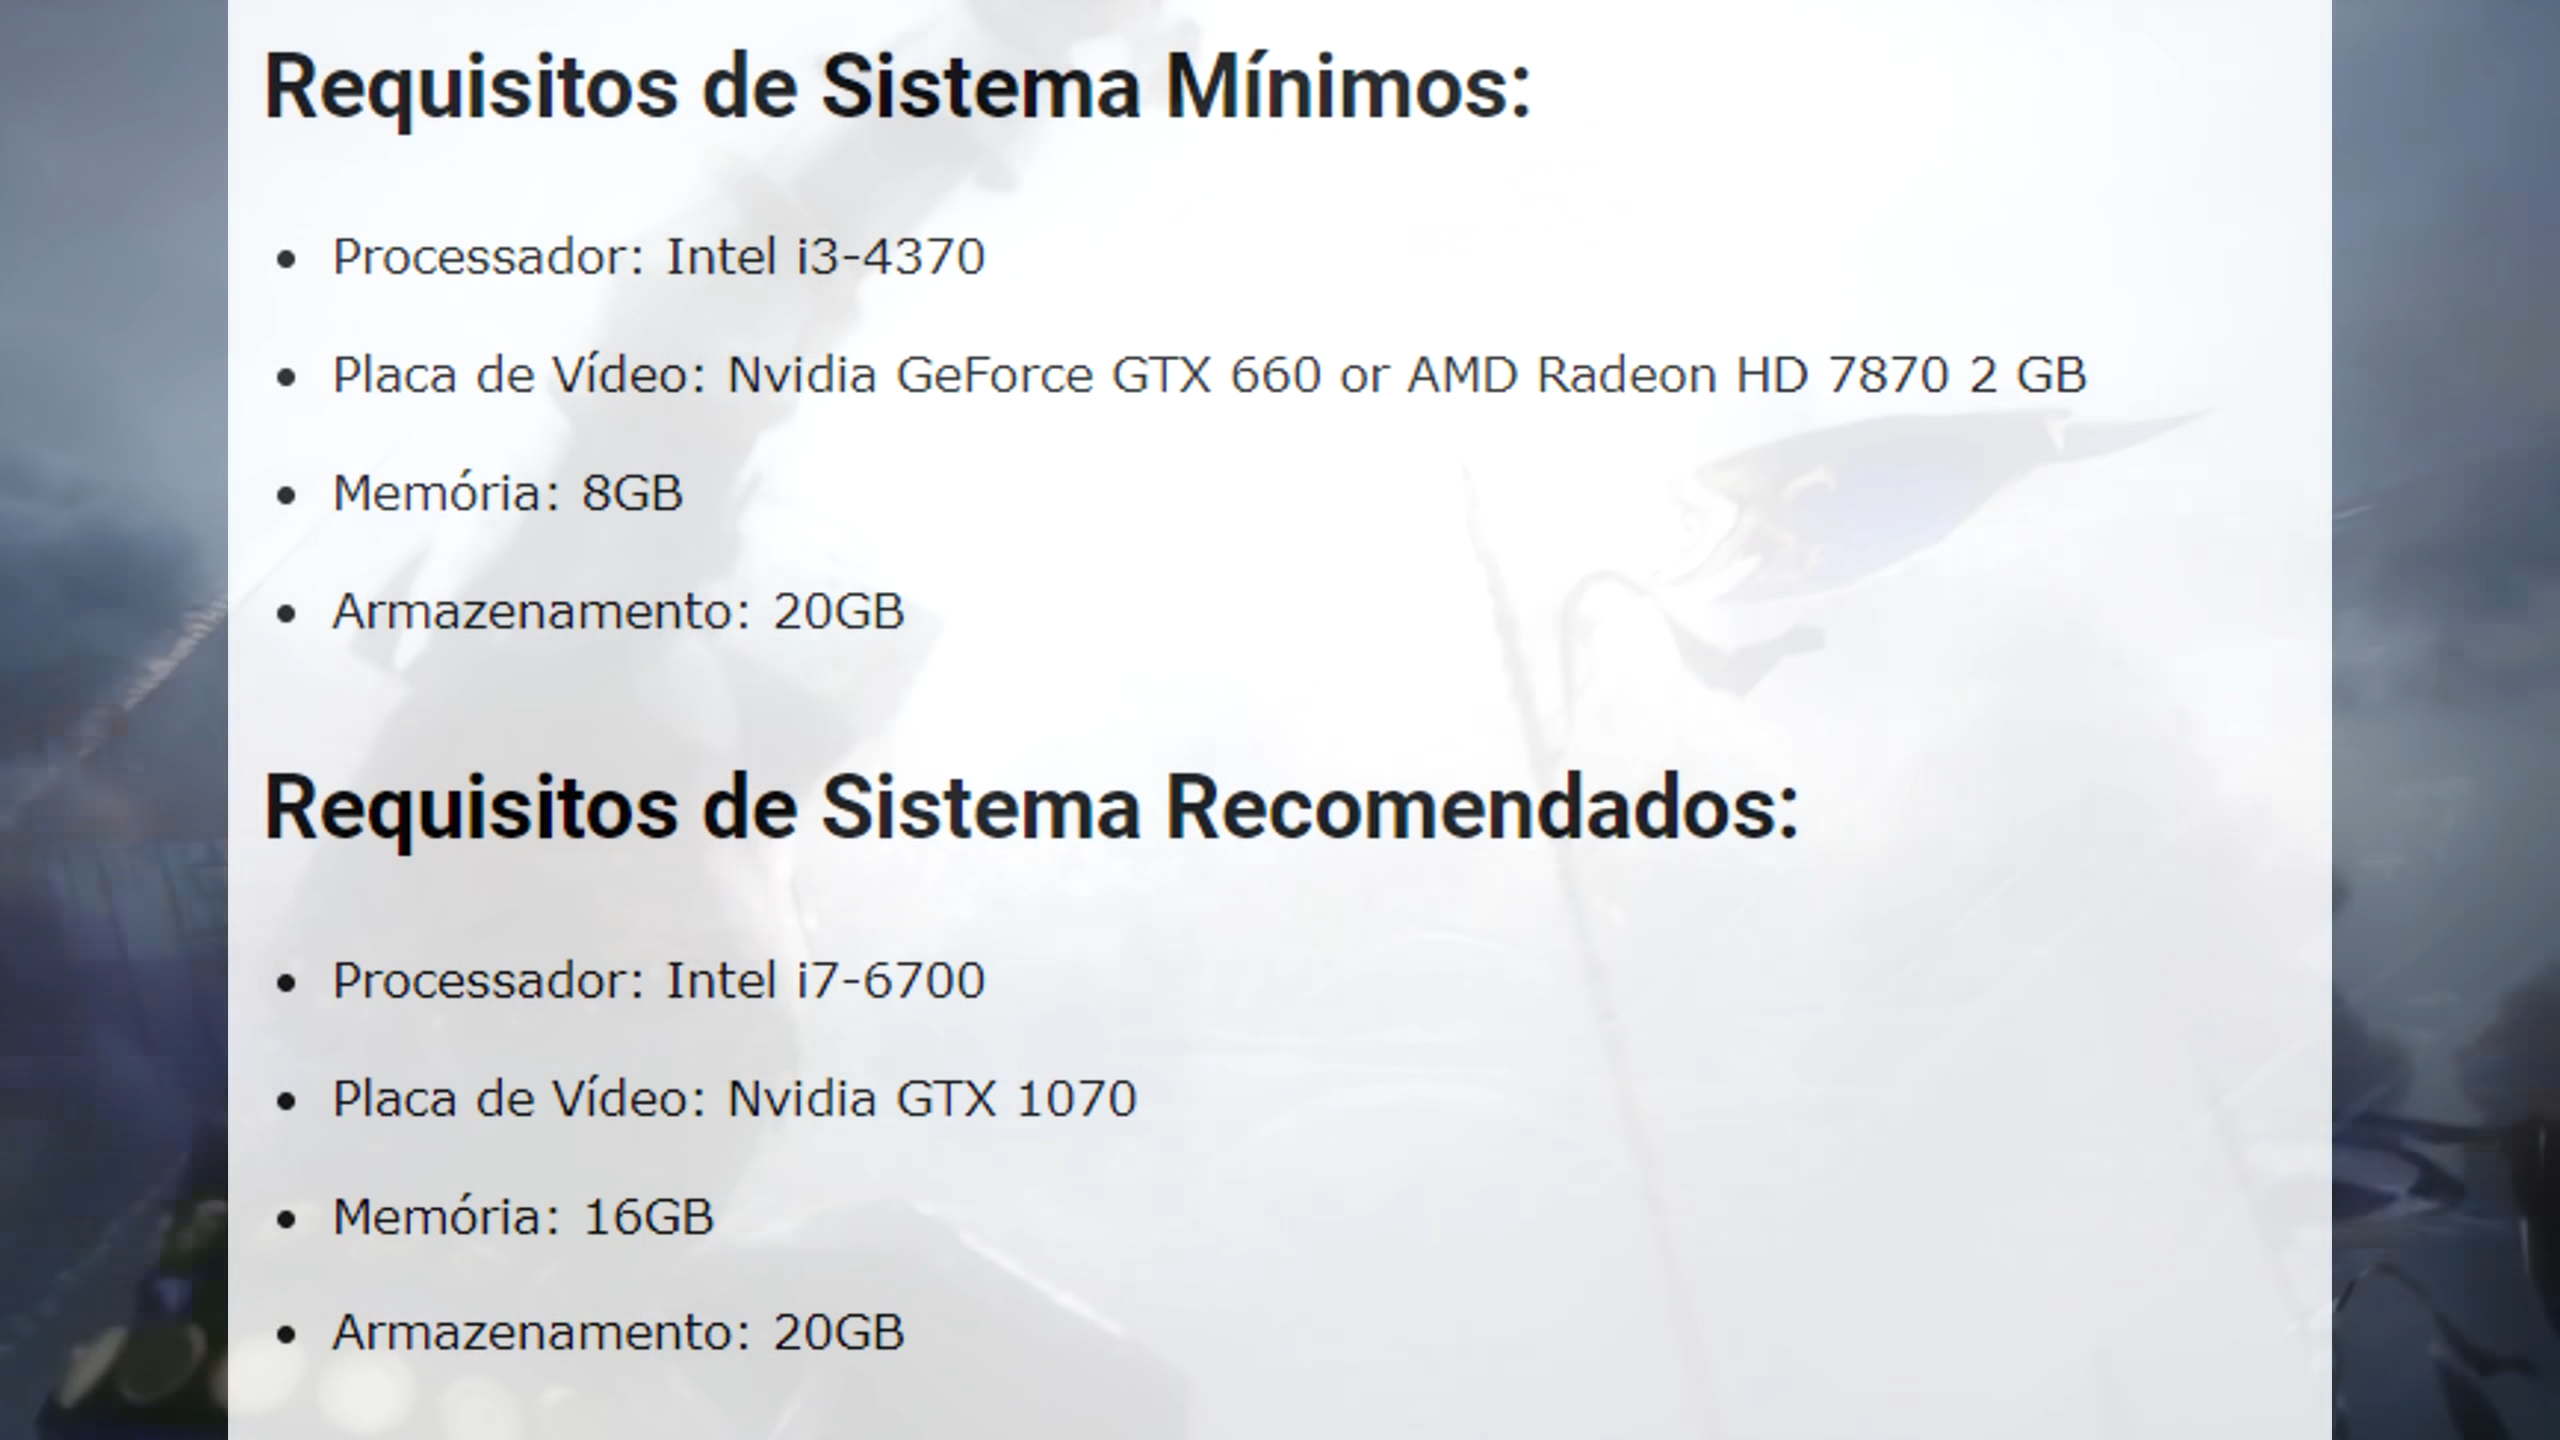 Requisitos de Sistema Mínimos:
• Processador: Intel i3-4370
• Placa de Vídeo: Nvidia GeForce GTX 660 or AMD Radeon HD 7870 2 GB
• Memória: 8GB
• Armazenamento: 20GB
Requisitos de Sistema Recomendados:
• Processador: Intel i7-6700
• Placa de Vídeo: Nvidia GTX 1070
• Memória: 16GB
• Armazenamento: 20GB